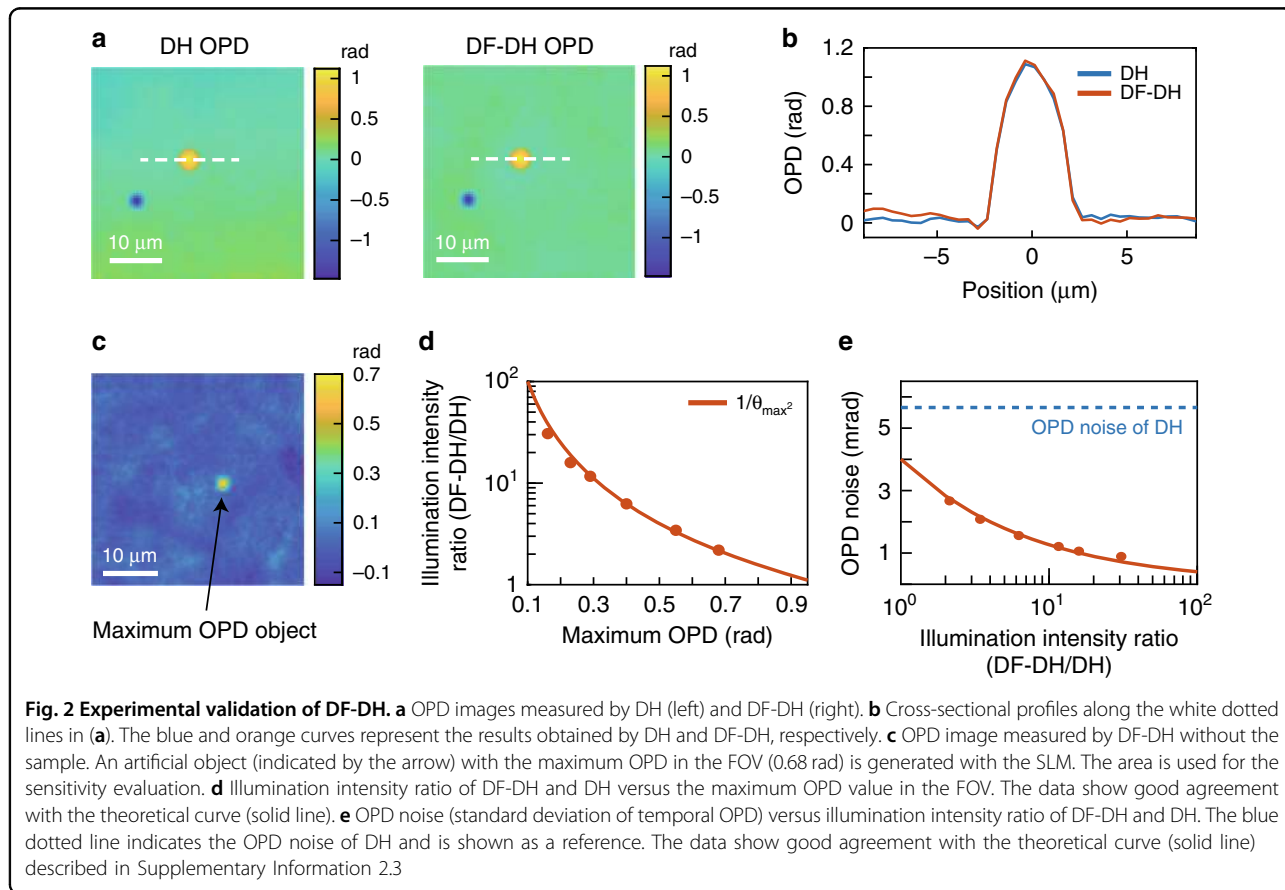 a
DH OPD
rad
1
0.5
0
−0.5
−1
10 μm
DF-DH OPD
rad
1
0.5
0
−0.5
−1
10 μm
b
1.2
0.8
0.4
0
OPD (rad)
DH
DF-DH
−5
0
5
Position (μm)
c
rad
0.7
0.5
0.3
0.1
−0.1
10 μm
Maximum OPD object
d
Illumination intensity
ratio (DF-DH/DH)
10²
10¹
1
1/θmax²
0.1
0.3
0.5
0.7
0.9
Maximum OPD (rad)
e
OPD noise (mrad)
5
3
1
OPD noise of DH
10⁰
10¹
10²
Illumination intensity ratio
(DF-DH/DH)
Fig. 2 Experimental validation of DF-DH. a OPD images measured by DH (left) and DF-DH (right). b Cross-sectional profiles along the white dotted
lines in (a). The blue and orange curves represent the results obtained by DH and DF-DH, respectively. c OPD image measured by DF-DH without the
sample. An artificial object (indicated by the arrow) with the maximum OPD in the FOV (0.68 rad) is generated with the SLM. The area is used for the
sensitivity evaluation. d Illumination intensity ratio of DF-DH and DH versus the maximum OPD value in the FOV. The data show good agreement
with the theoretical curve (solid line). e OPD noise (standard deviation of temporal OPD) versus illumination intensity ratio of DF-DH and DH. The blue
dotted line indicates the OPD noise of DH and is shown as a reference. The data show good agreement with the theoretical curve (solid line)
described in Supplementary Information 2.3